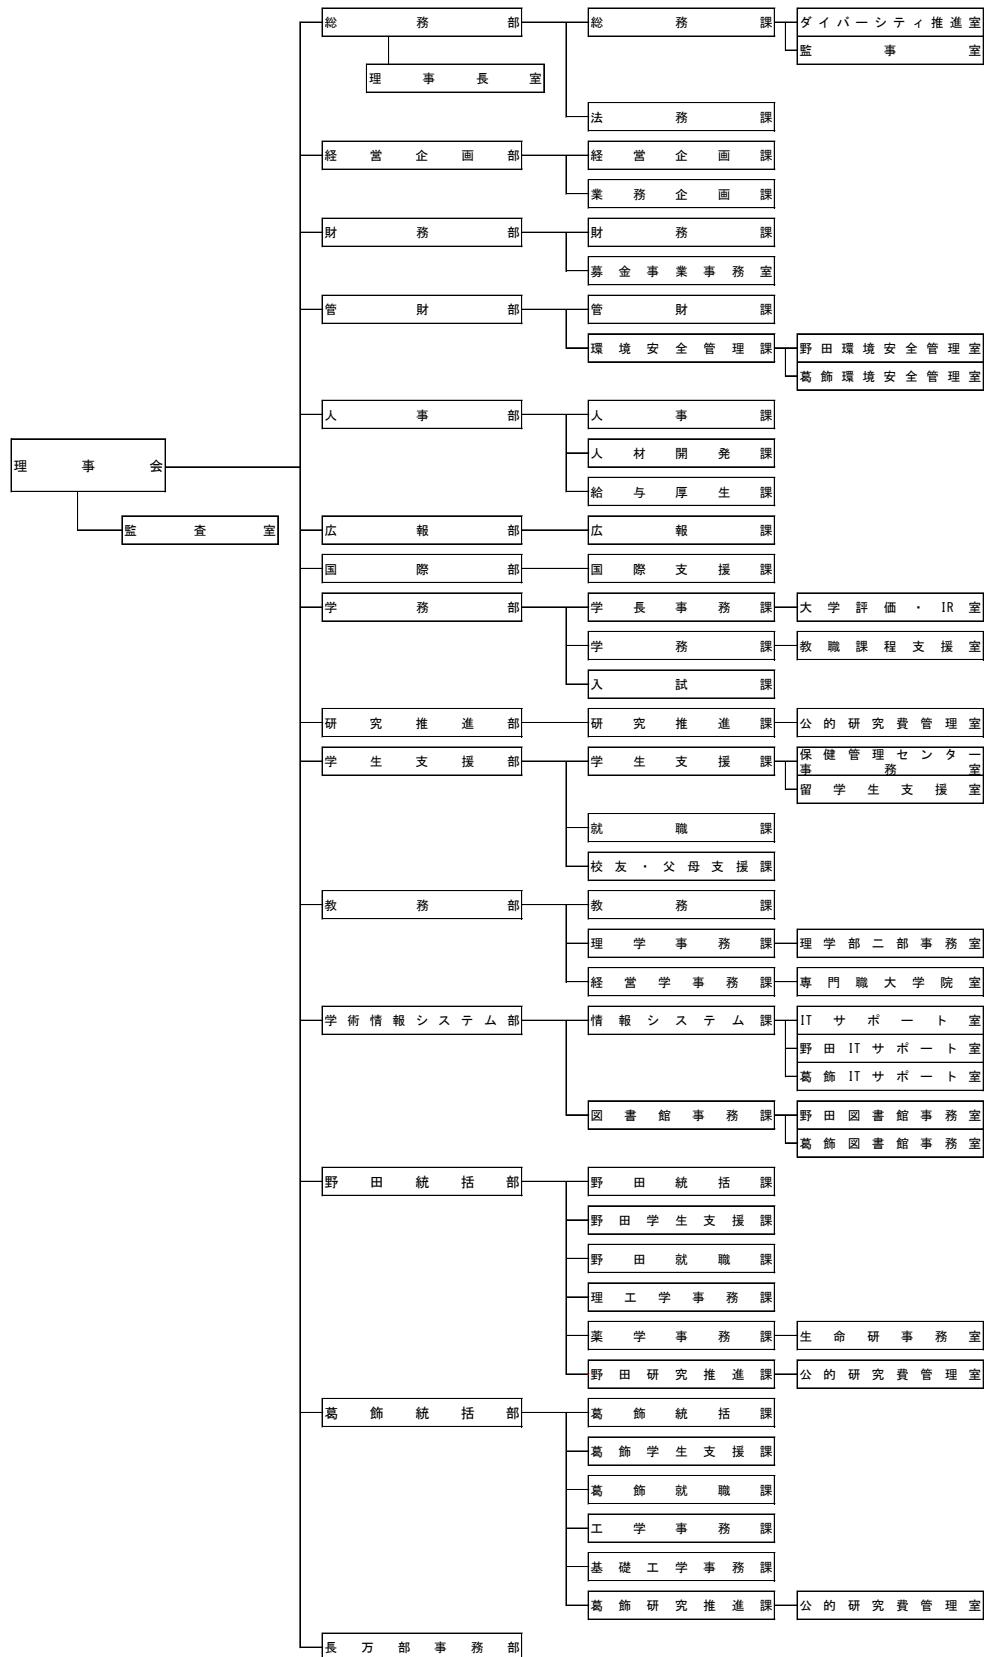 総務部 総務課 ダイバーシティ推進室
監事室
理事長室
法務課
経営企画部 経営企画課
業務企画課
財務部 財務課
募金事業事務室
管財部 管財課
環境安全管理課 野田環境安全管理室
葛飾環境安全管理室
人事部 人事課
人材開発課
理事会
給与厚生課
監査室 広報部 広報課
国際部 国際支援課
学務部 学長事務課 大学評価・IR室
学務課 教職課程支援室
入試課
研究推進部 研究推進課 公的研究費管理室
学生支援部 学生支援課 保健管理センター
事務室
留学生支援室
就職課
校友・父母支援課
教務部 教務課
理学事務課 理学部二部事務室
経営学事務課 専門職大学院室
学術情報システム部 情報システム課 ITサポート室
野田ITサポート室
葛飾ITサポート室
図書館事務課 野田図書館事務室
葛飾図書館事務室
野田統括部 野田統括課
野田学生支援課
野田就職課
理工学事務課
薬学事務課 生命研事務室
野田研究推進課 公的研究費管理室
葛飾統括部 葛飾統括課
葛飾学生支援課
葛飾就職課
工学事務課
基礎工学事務課
葛飾研究推進課 公的研究費管理室
長万部事務部